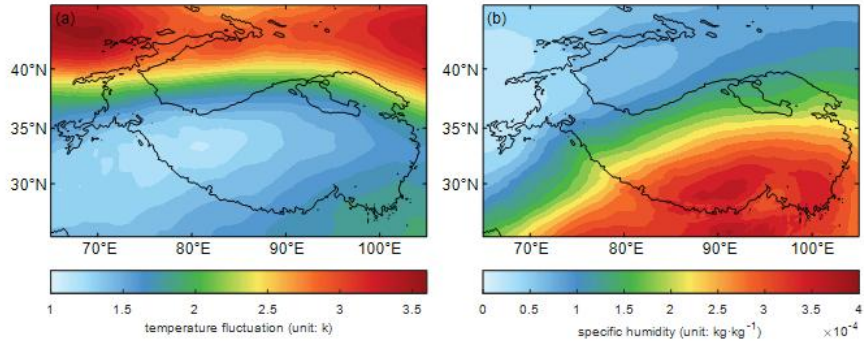 (a)
(b)
40°N
35°N
30°N
70°E 80°E 90°E 100°E
40°N
35°N
30°N
70°E 80°E 90°E 100°E
1 1.5 2 2.5 3 3.5
temperature fluctuation (unit: k)
0 0.5 1 1.5 2 2.5 3 3.5 4
specific humidity (unit: kg·kg⁻¹) ×10⁻⁴